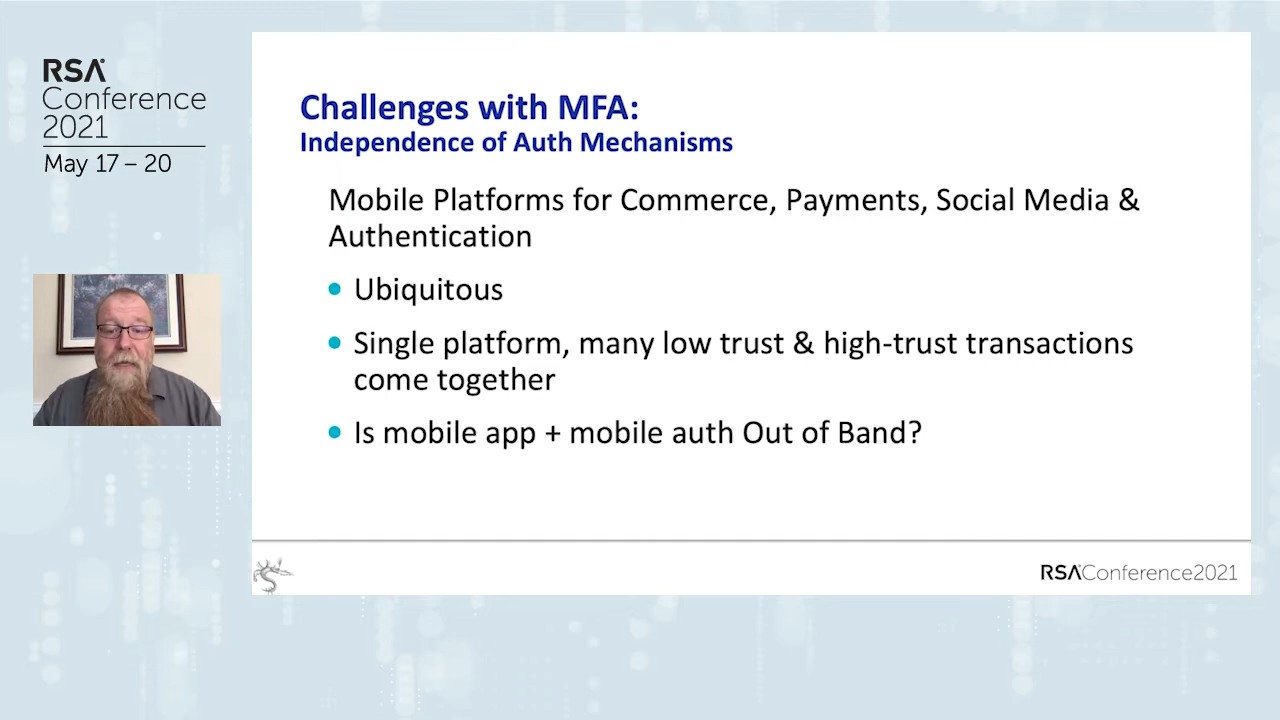 RSA
Conference
2021
May 17 – 20
Challenges with MFA:
Independence of Auth Mechanisms
Mobile Platforms for Commerce, Payments, Social Media &
Authentication
• Ubiquitous
• Single platform, many low trust & high-trust transactions
come together
• Is mobile app + mobile auth Out of Band?
RSAConference2021